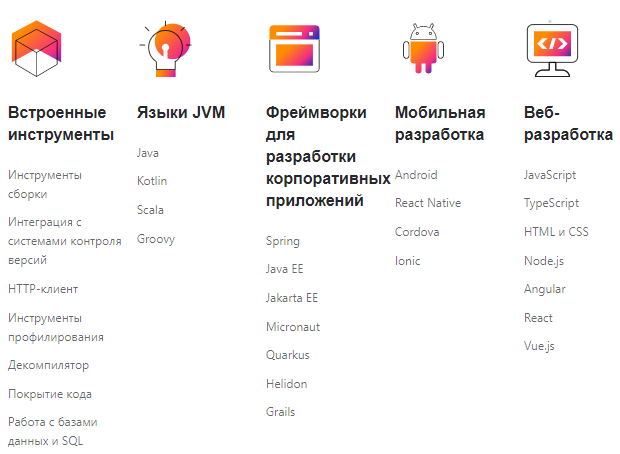 Встроенные
инструменты
Инструменты
сборки
Интеграция с
системами контроля
версий
HTTP-клиент
Инструменты
профилирования
Декомпилятор
Покрытие кода
Работа с базами
данных и SQL
Языки JVM
Java
Kotlin
Scala
Groovy
Фреймворки
для
разработки
корпоративных
приложений
Spring
Java EE
Jakarta EE
Micronaut
Quarkus
Helidon
Grails
Мобильная
разработка
Android
React Native
Cordova
Ionic
Веб-
разработка
JavaScript
TypeScript
HTML и CSS
Node.js
Angular
React
Vue.js